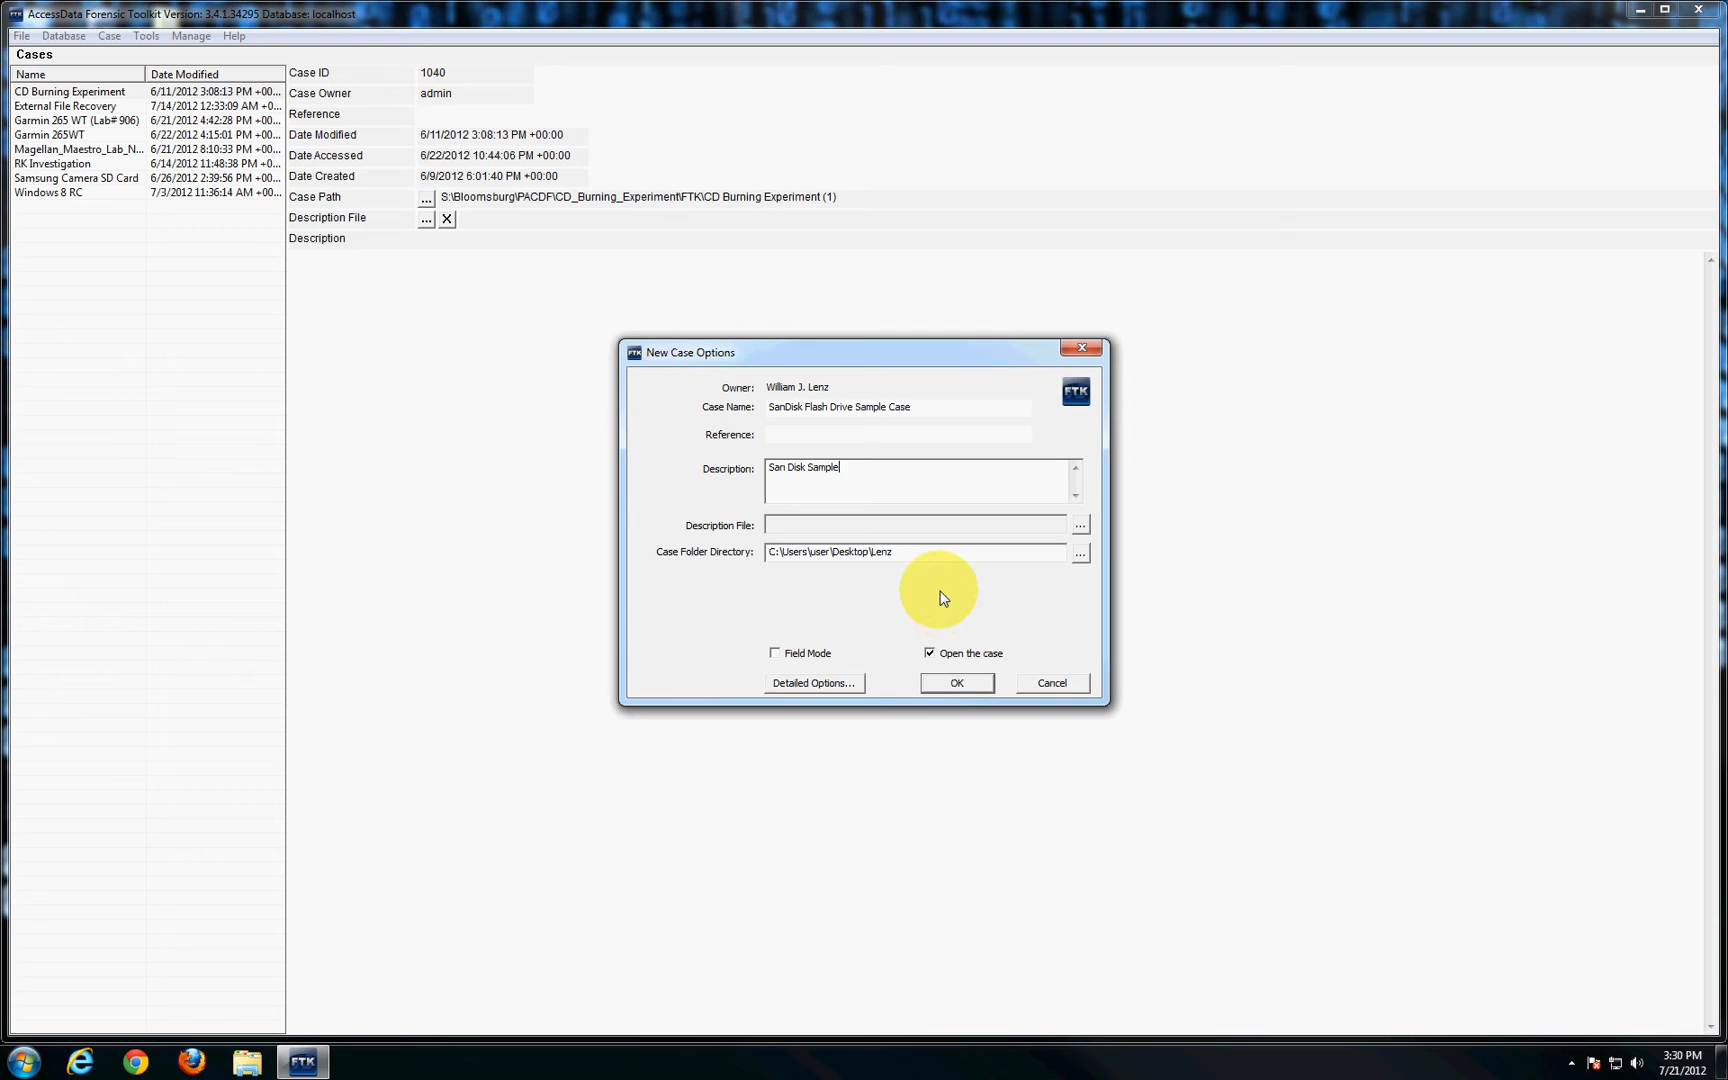 AccessData Forensic Toolkit Version: 3.4.1.34295 Database: localhost
File Database Case Tools Manage Help
Cases
Name Date Modified
CD Burning Experiment 6/11/2012 3:08:13 PM +00...
External File Recovery 7/14/2012 12:33:09 AM +0...
Garmin 265 WT (Lab# 906) 6/21/2012 4:42:28 PM +00...
Garmin 265WT 6/22/2012 4:15:01 PM +00...
Magellan_Maestro_Lab_N... 6/21/2012 8:10:33 PM +00...
RK Investigation 6/14/2012 11:48:38 PM +0...
Samsung Camera SD Card 6/26/2012 2:39:56 PM +00...
Windows 8 RC 7/3/2012 11:36:14 AM +00...
Case ID 1040
Case Owner admin
Reference
Date Modified 6/11/2012 3:08:13 PM +00:00
Date Accessed 6/22/2012 10:44:06 PM +00:00
Date Created 6/9/2012 6:01:40 PM +00:00
Case Path ... S:\Bloomsburg\PACDF\CD_Burning_Experiment\FTK\CD Burning Experiment (1)
Description File ... X
Description
FTK New Case Options
Owner: William J. Lenz
FTK
Case Name: SanDisk Flash Drive Sample Case
Reference:
Description: San Disk Sample
Description File: ...
Case Folder Directory: C:\Users\user\Desktop\Lenz ...
Field Mode Open the case
Detailed Options... OK Cancel
FTK
3:30 PM
7/21/2012